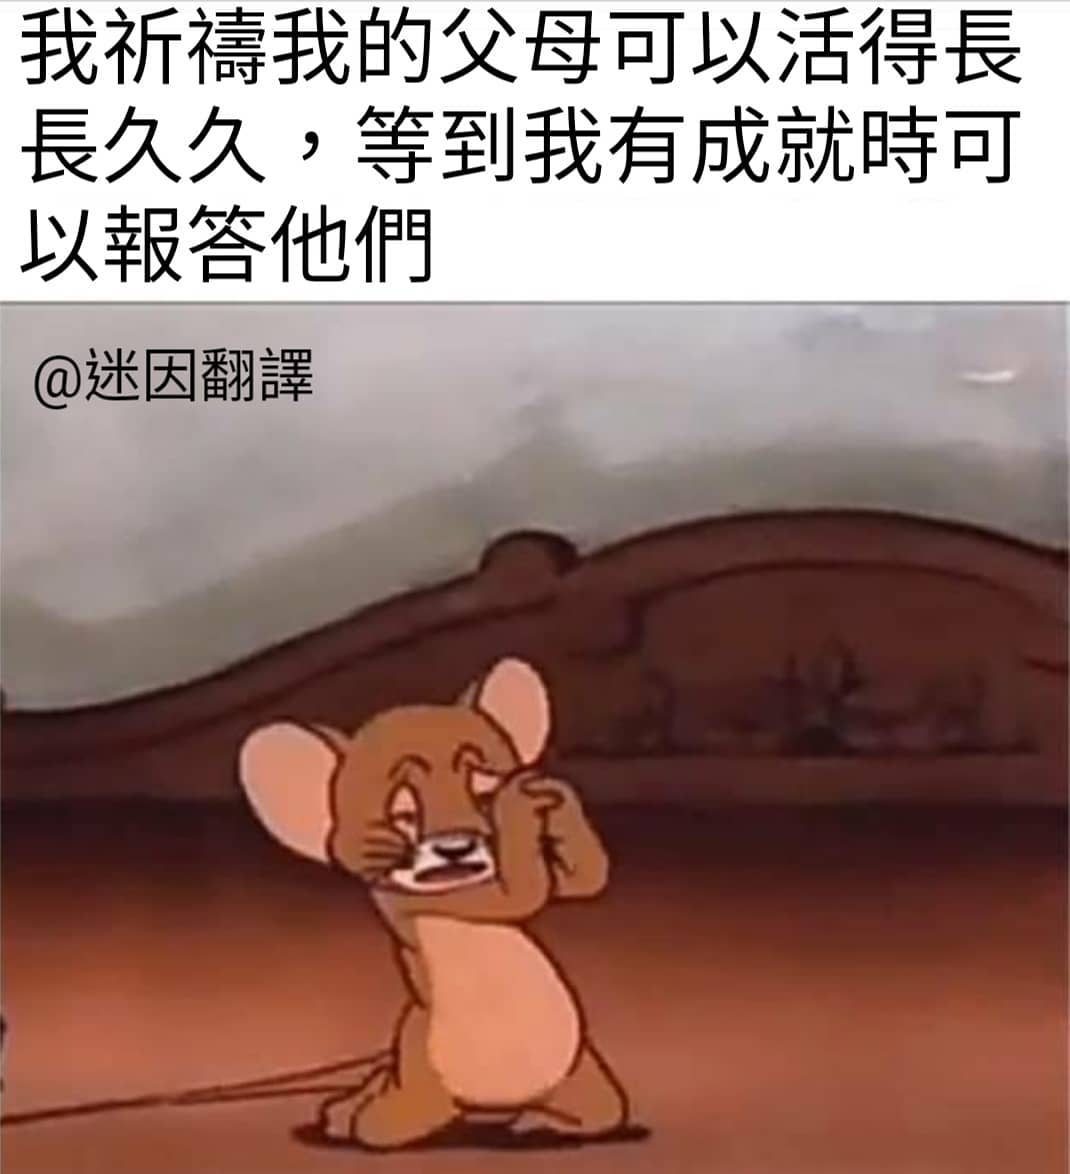 我祈禱我的父母可以活得長
長久久，等到我有成就時可
以報答他們
@迷因翻譯